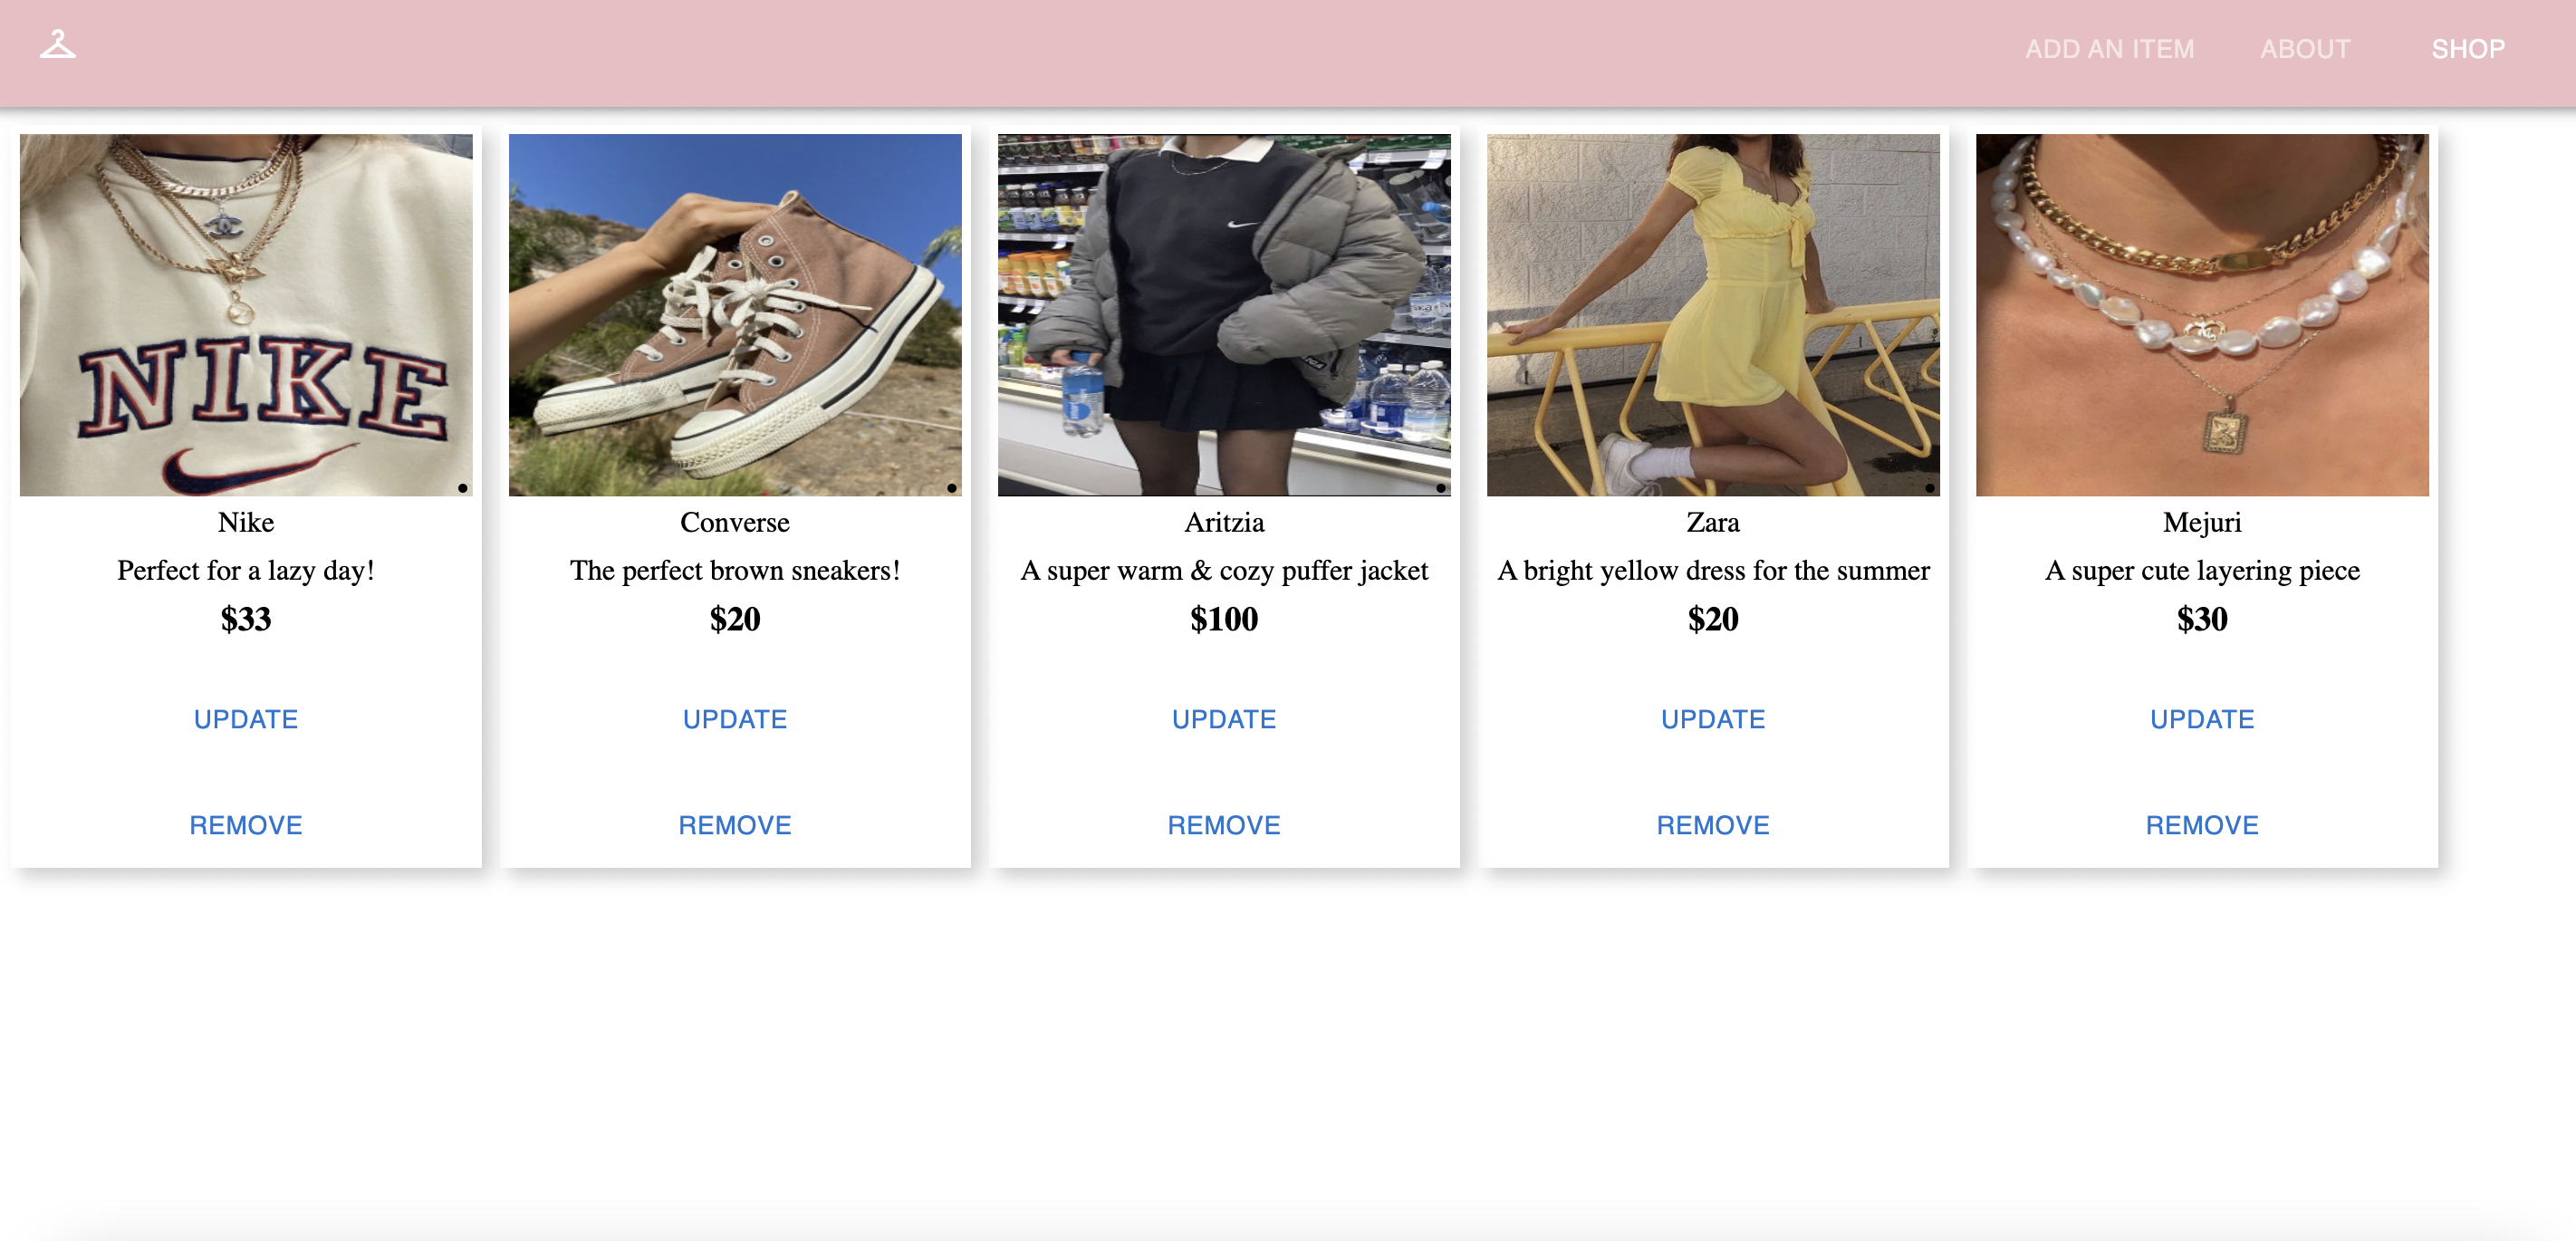 ADD AN ITEM ABOUT SHOP
NIKE
Nike
Perfect for a lazy day!
$33
UPDATE
REMOVE
Converse
The perfect brown sneakers!
$20
UPDATE
REMOVE
Aritzia
A super warm & cozy puffer jacket
$100
UPDATE
REMOVE
Zara
A bright yellow dress for the summer
$20
UPDATE
REMOVE
Mejuri
A super cute layering piece
$30
UPDATE
REMOVE